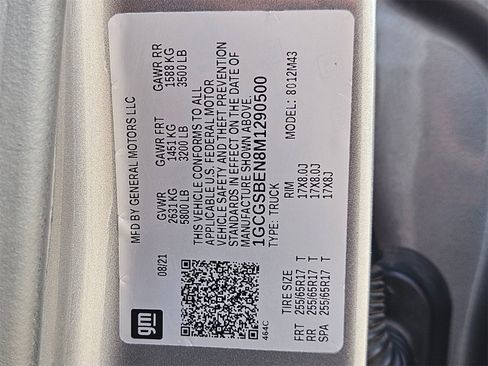 gm
MFD BY GENERAL MOTORS LLC
08/21
GVWR GAWR FRT GAWR RR
2631 KG 1451 KG 1588 KG
5800 LB 3200 LB 3500 LB
THIS VEHICLE CONFORMS TO ALL
APPLICABLE U.S. FEDERAL MOTOR
VEHICLE SAFETY AND THEFT PREVENTION
STANDARDS IN EFFECT ON THE DATE OF
MANUFACTURE SHOWN ABOVE.
1GCGSBEN8M1290500
TYPE: TRUCK MODEL: 8012M43
464C
TIRE SIZE RIM
FRT 255/65R17 T 17X8.0J
RR 255/65R17 T 17X8.0J
SPA 255/65R17 T 17X8J